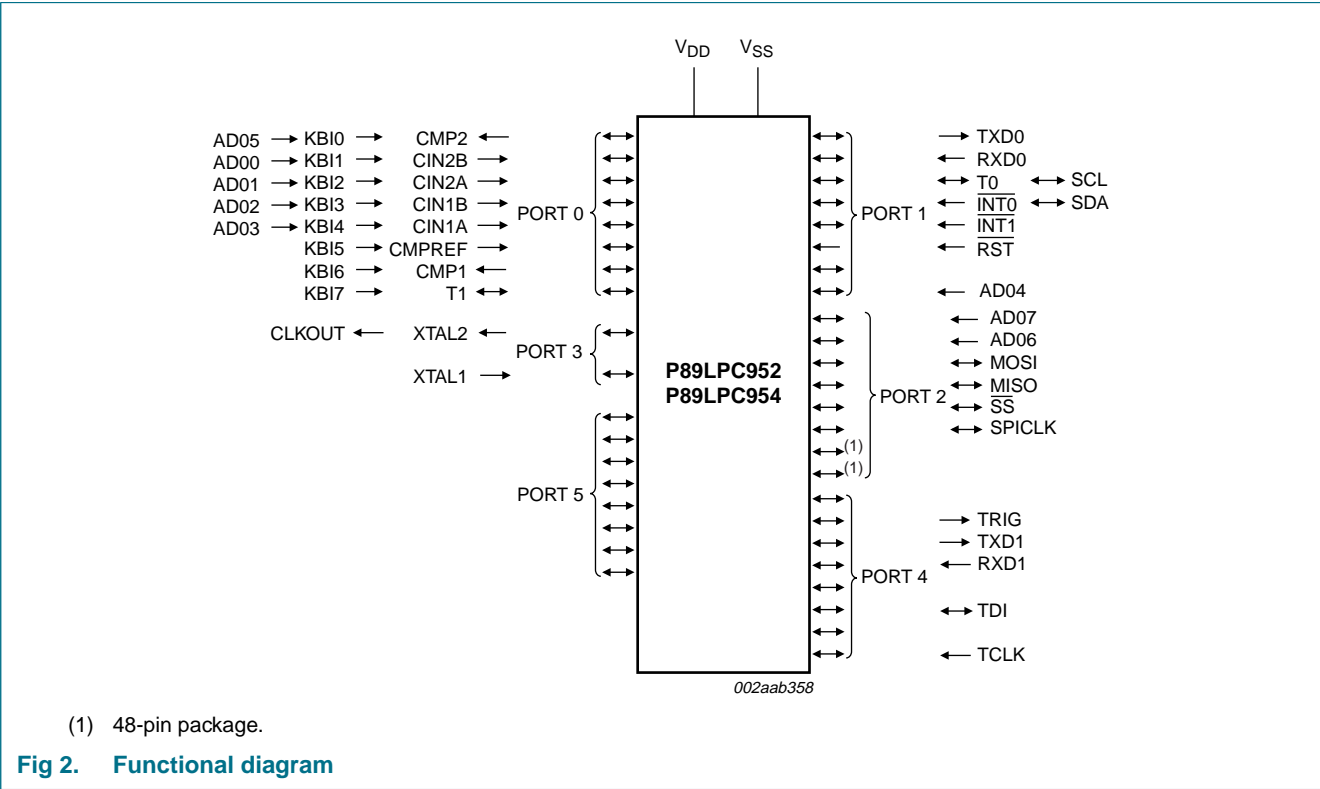 VDD VSS
AD05 KBI0 CMP2 TXD0
AD00 KBI1 CIN2B RXD0
AD01 KBI2 CIN2A T0 SCL
AD02 KBI3 CIN1B INT0 SDA
PORT 0 PORT 1
AD03 KBI4 CIN1A INT1
KBI5 CMPREF RST
KBI6 CMP1
KBI7 T1 AD04
AD07
CLKOUT XTAL2 AD06
PORT 3
MOSI
P89LPC952
XTAL1 MISO
P89LPC954
PORT 2
SS
SPICLK
(1)
(1)
PORT 5
TRIG
TXD1
RXD1
PORT 4
TDI
TCLK
002aab358
(1) 48-pin package.
Fig 2. Functional diagram